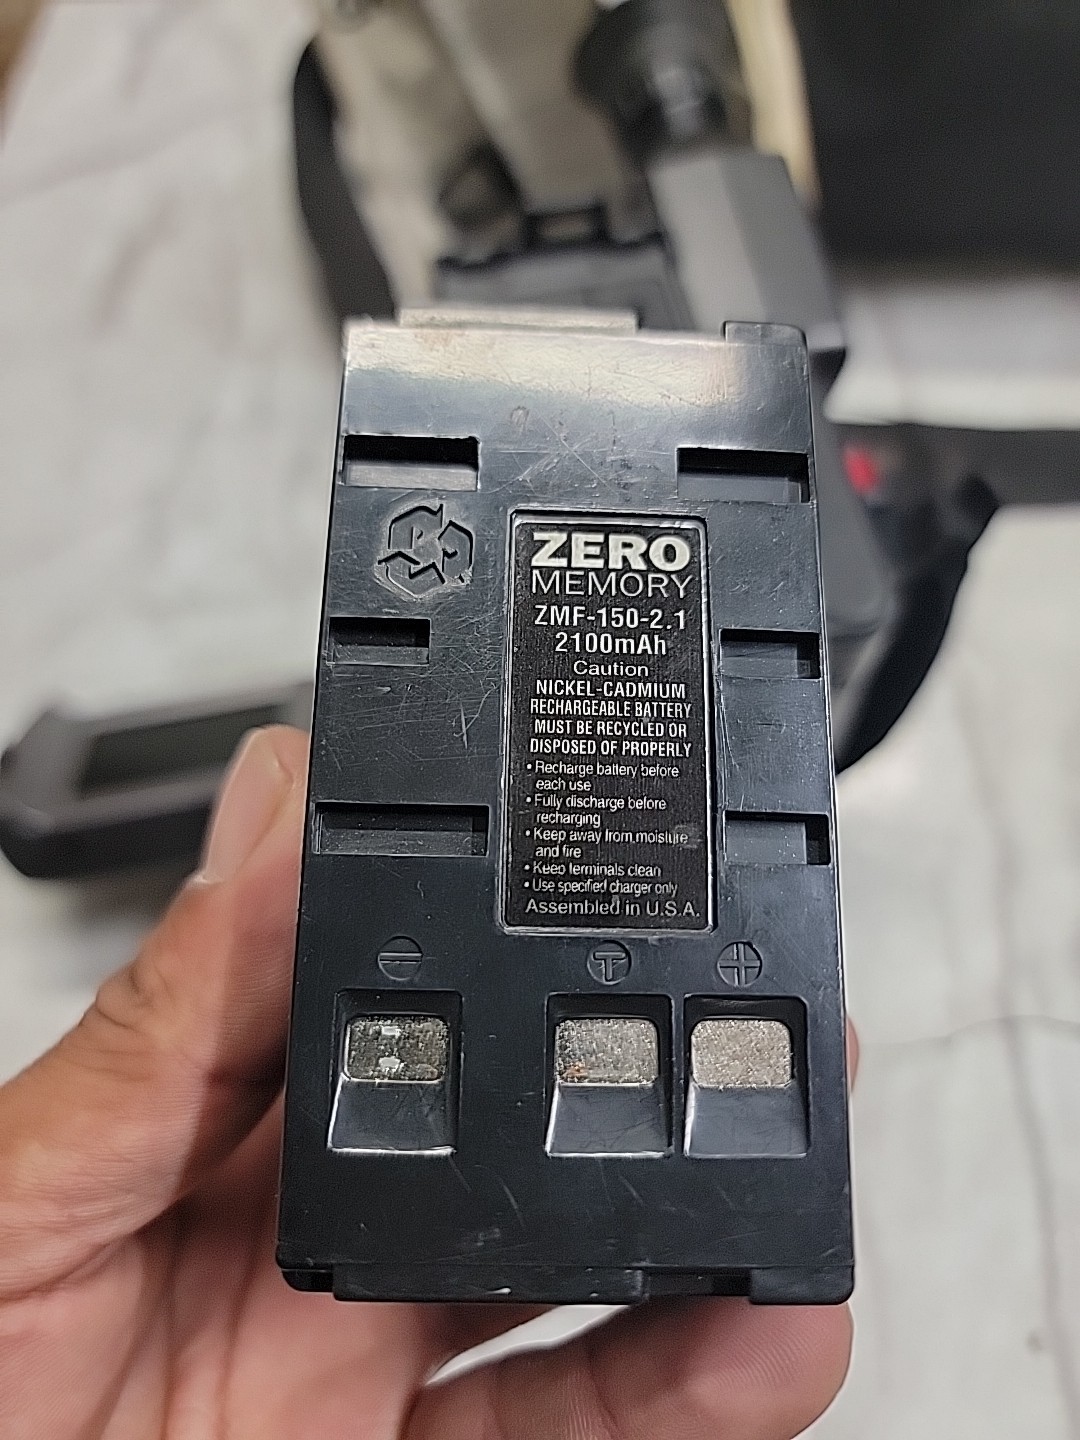 ZERO
MEMORY
ZMF-150-2.1
2100mAh
Caution
NICKEL-CADMIUM
RECHARGEABLE BATTERY
MUST BE RECYCLED OR
DISPOSED OF PROPERLY
• Recharge battery before
each use
• Fully discharge before
recharging
• Keep away from moisture
and fire
• Keep terminals clean
• Use specified charger only
Assembled in U.S.A.
− T +